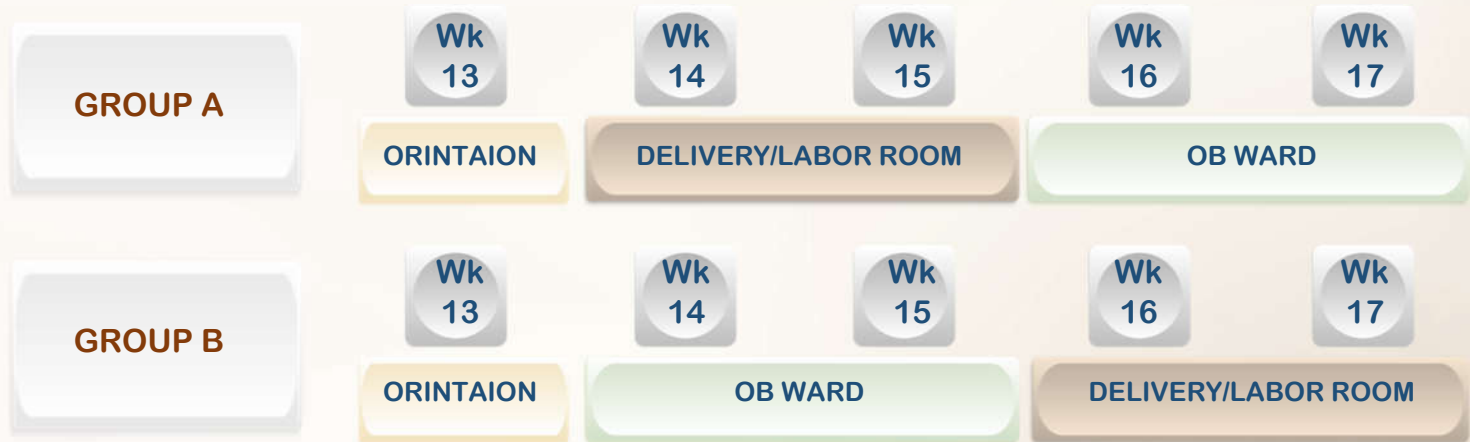 GROUP A
Wk
13
Wk
14
Wk
15
Wk
16
Wk
17
ORINTAION
DELIVERY/LABOR ROOM
OB WARD
GROUP B
Wk
13
Wk
14
Wk
15
Wk
16
Wk
17
ORINTAION
OB WARD
DELIVERY/LABOR ROOM